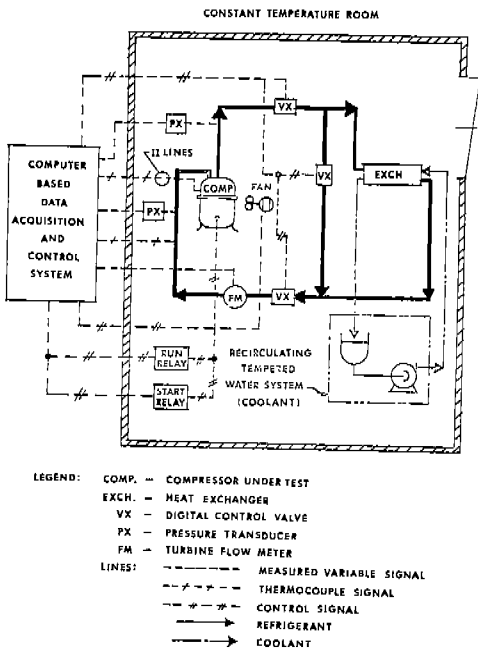 CONSTANT TEMPERATURE ROOM
VX
PX
11 LINES
COMP
FAN
VX
EXCH
COMPUTER
BASED
DATA
ACQUISITION
AND
CONTROL
SYSTEM
PX
FM
VX
RUN
RELAY
START
RELAY
RECIRCULATING
TEMPERED
WATER SYSTEM
(COOLANT)
LEGEND: COMP. – COMPRESSOR UNDER TEST
EXCH. – HEAT EXCHANGER
VX – DIGITAL CONTROL VALVE
PX – PRESSURE TRANSDUCER
FM – TURBINE FLOW METER
LINES: MEASURED VARIABLE SIGNAL
THERMOCOUPLE SIGNAL
CONTROL SIGNAL
REFRIGERANT
COOLANT